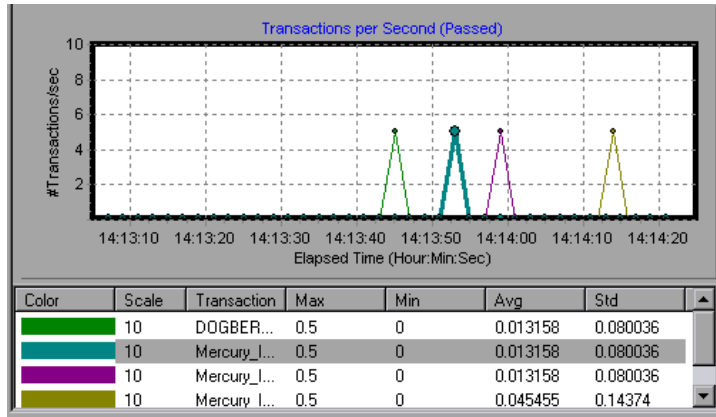 Transactions per Second (Passed)
10
8
6
4
2
#Transactions/sec
14:13:10 14:13:20 14:13:30 14:13:40 14:13:50 14:14:00 14:14:10 14:14:20
Elapsed Time (Hour:Min:Sec)
Color Scale Transaction Max Min Avg Std
10 DOGBER... 0.5 0 0.013158 0.080036
10 Mercury_I... 0.5 0 0.013158 0.080036
10 Mercury_I... 0.5 0 0.013158 0.080036
10 Mercury_I... 0.5 0 0.045455 0.14374